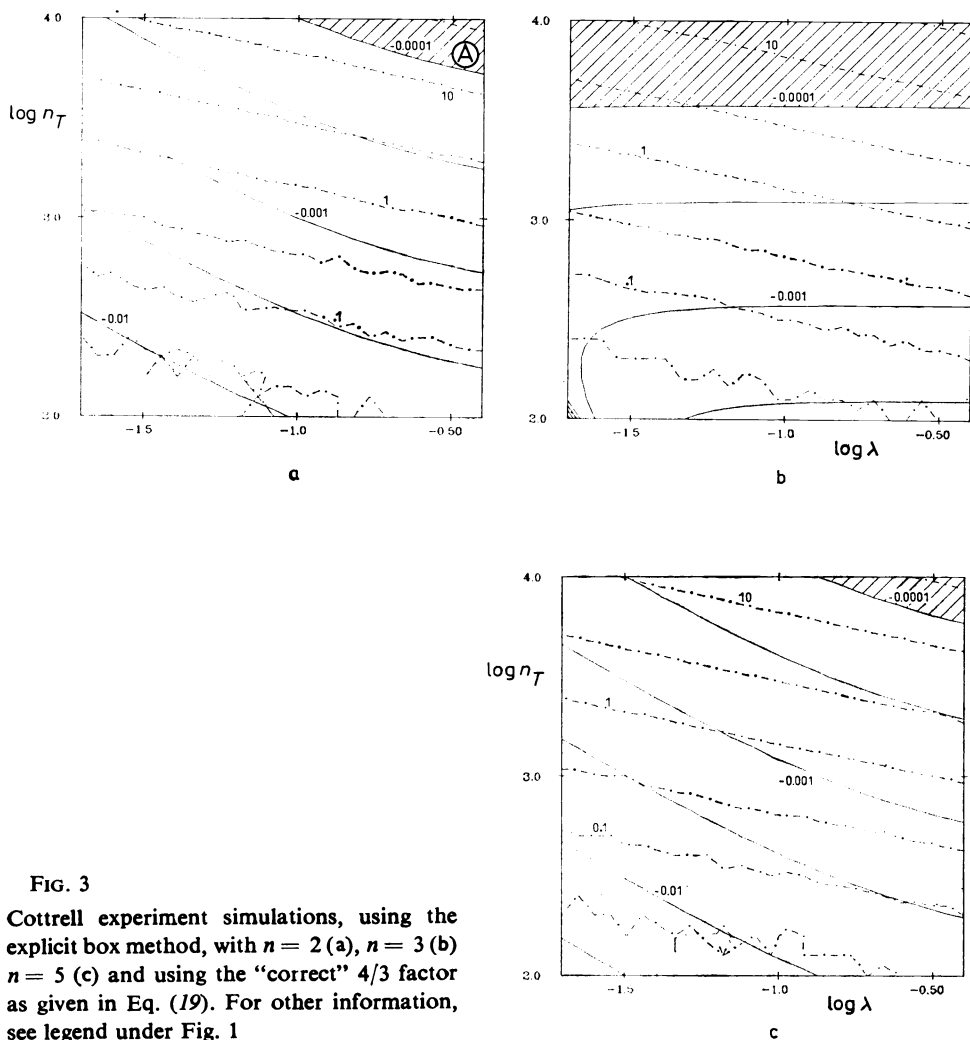 4.0
-0.0001
A
10
log n_T
1
3.0
-0.001
.1
-0.01
2.0
-1.5
-1.0
-0.50
a
4.0
10
-0.0001
1
3.0
-0.001
.1
2.0
-1.5
-1.0
-0.50
log λ
b
4.0
10
-0.0001
log n_T
1
3.0
-0.001
0.1
-0.01
2.0
-1.5
-1.0
-0.50
log λ
c
FIG. 3
Cottrell experiment simulations, using the
explicit box method, with n = 2 (a), n = 3 (b)
n = 5 (c) and using the “correct” 4/3 factor
as given in Eq. (19). For other information,
see legend under Fig. 1